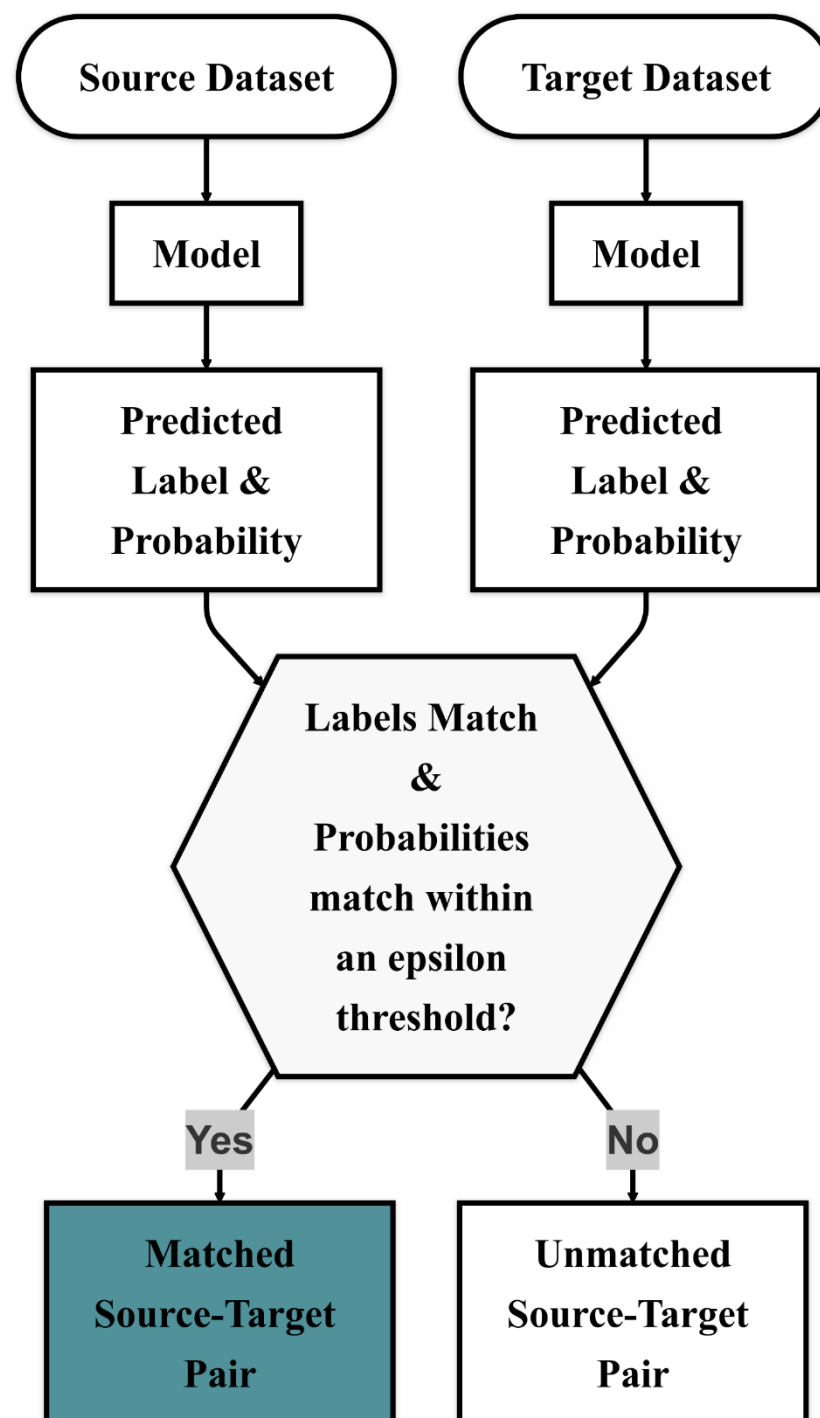 Source Dataset
Target Dataset
Model
Model
Predicted
Label &
Probability
Predicted
Label &
Probability
Labels Match
&
Probabilities
match within
an epsilon
threshold?
Yes
No
Matched
Source-Target
Pair
Unmatched
Source-Target
Pair